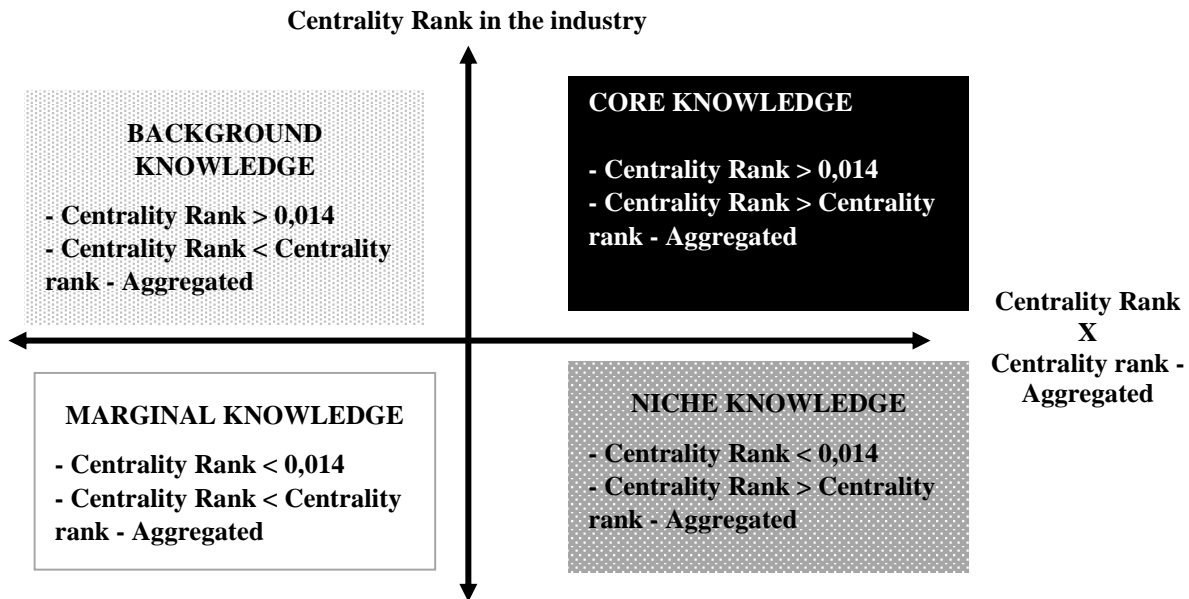 Centrality Rank in the industry
BACKGROUND
KNOWLEDGE
- Centrality Rank > 0,014
- Centrality Rank < Centrality
rank - Aggregated
CORE KNOWLEDGE
- Centrality Rank > 0,014
- Centrality Rank > Centrality
rank - Aggregated
Centrality Rank
X
Centrality rank -
Aggregated
MARGINAL KNOWLEDGE
- Centrality Rank < 0,014
- Centrality Rank < Centrality
rank - Aggregated
NICHE KNOWLEDGE
- Centrality Rank < 0,014
- Centrality Rank > Centrality
rank - Aggregated